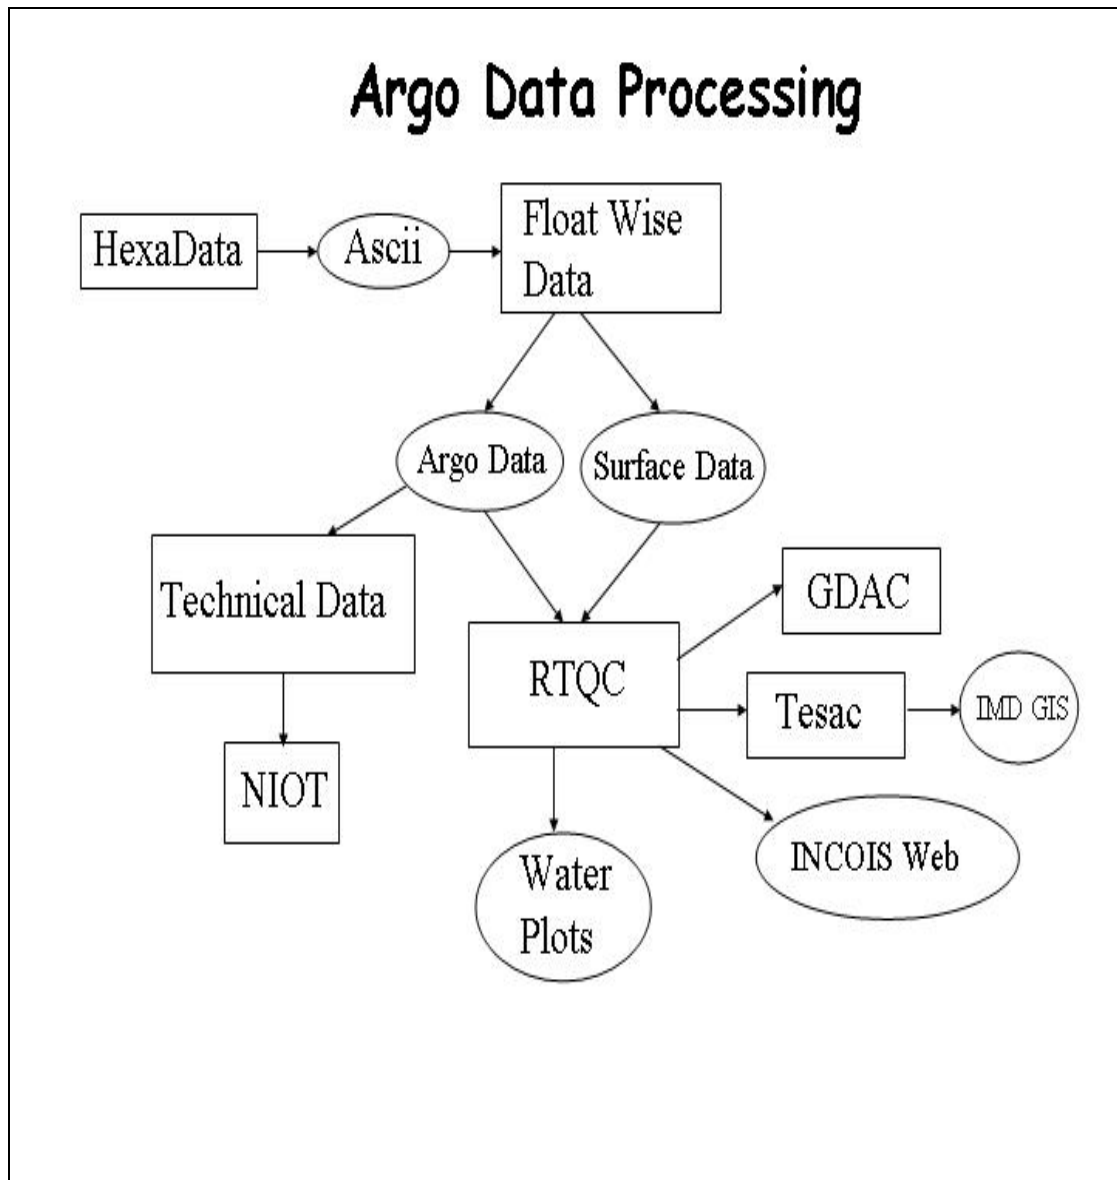 Argo Data Processing
HexaData
Ascii
Float Wise
Data
Argo Data
Surface Data
Technical Data
RTQC
GDAC
Tesac
IMD GIS
NIOT
Water
Plots
INCOIS Web